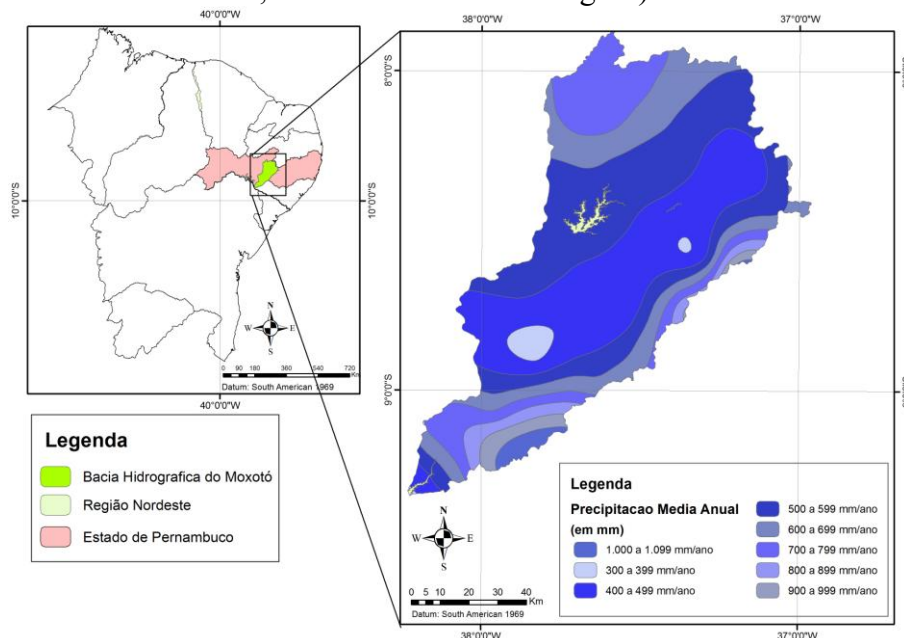 40°0'0"W
38°0'0"W
37°0'0"W
8°0'0"S
10°0'0"S
10°0'0"S
9°0'0"S
N
W E
S
0 90 180 360 540 720
Km
Datum: South American 1969
40°0'0"W
Legenda
Bacia Hidrografica do Moxotó
Região Nordeste
Estado de Pernambuco
N
W E
S
0 5 10 20 30 40
Km
Datum: South American 1969
Legenda
Precipitacao Media Anual
(em mm)
1.000 a 1.099 mm/ano
300 a 399 mm/ano
400 a 499 mm/ano
500 a 599 mm/ano
600 a 699 mm/ano
700 a 799 mm/ano
800 a 899 mm/ano
900 a 999 mm/ano
38°0'0"W
37°0'0"W